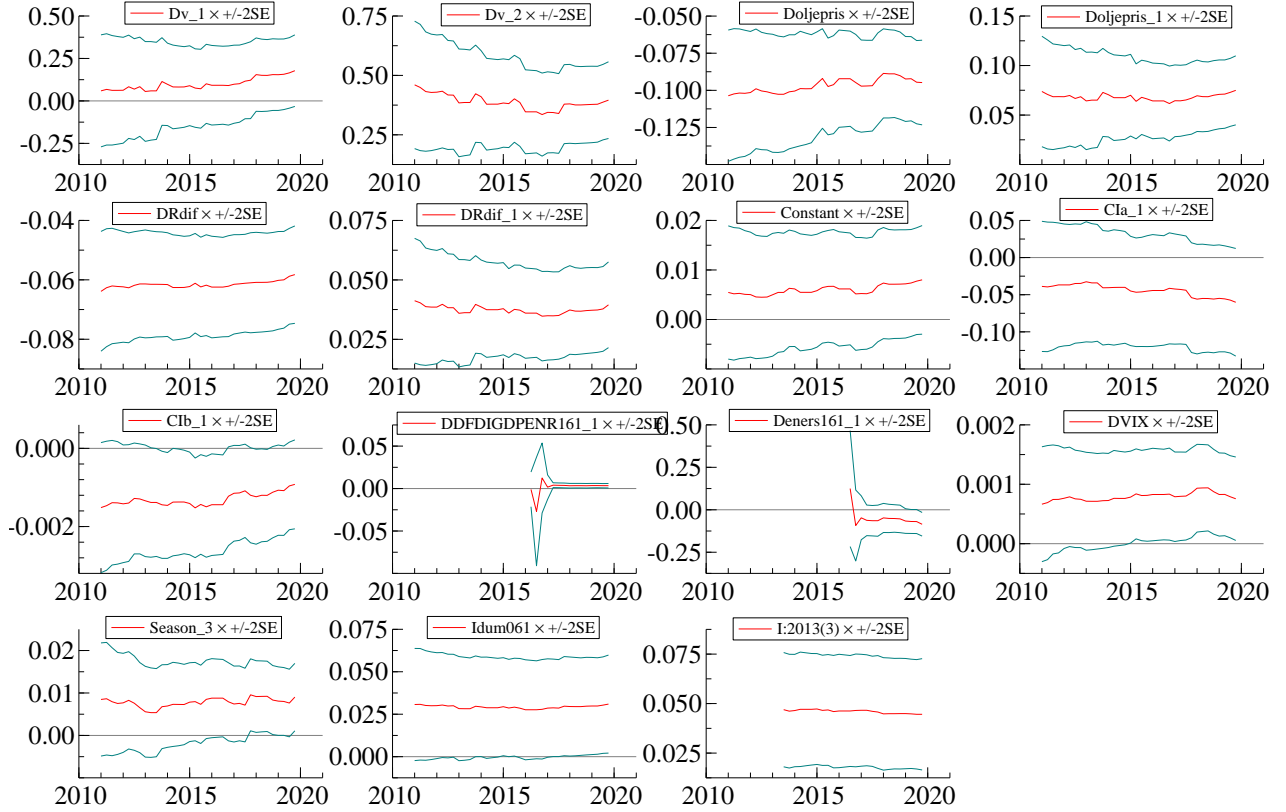 Dv_1 × +/-2SE
0.50
0.25
0.00
-0.25
2010 2015 2020
Dv_2 × +/-2SE
0.75
0.50
0.25
2010 2015 2020
Doljepris × +/-2SE
-0.050
-0.075
-0.100
-0.125
2010 2015 2020
Doljepris_1 × +/-2SE
0.15
0.10
0.05
2010 2015 2020
DRdif × +/-2SE
-0.04
-0.06
-0.08
2010 2015 2020
DRdif_1 × +/-2SE
0.075
0.050
0.025
2010 2015 2020
Constant × +/-2SE
0.02
0.01
0.00
2010 2015 2020
CIa_1 × +/-2SE
0.05
0.00
-0.05
-0.10
2010 2015 2020
CIb_1 × +/-2SE
0.000
-0.002
2010 2015 2020
DDFDIGDPENR161_1 × +/-2SE
0.05
0.00
-0.05
2010 2015 2020
Deners161_1 × +/-2SE
0.50
0.25
0.00
-0.25
2010 2015 2020
DVIX × +/-2SE
0.002
0.001
0.000
2010 2015 2020
Season_3 × +/-2SE
0.02
0.01
0.00
2010 2015 2020
Idum061 × +/-2SE
0.075
0.050
0.025
0.000
2010 2015 2020
I:2013(3) × +/-2SE
0.075
0.050
0.025
2010 2015 2020